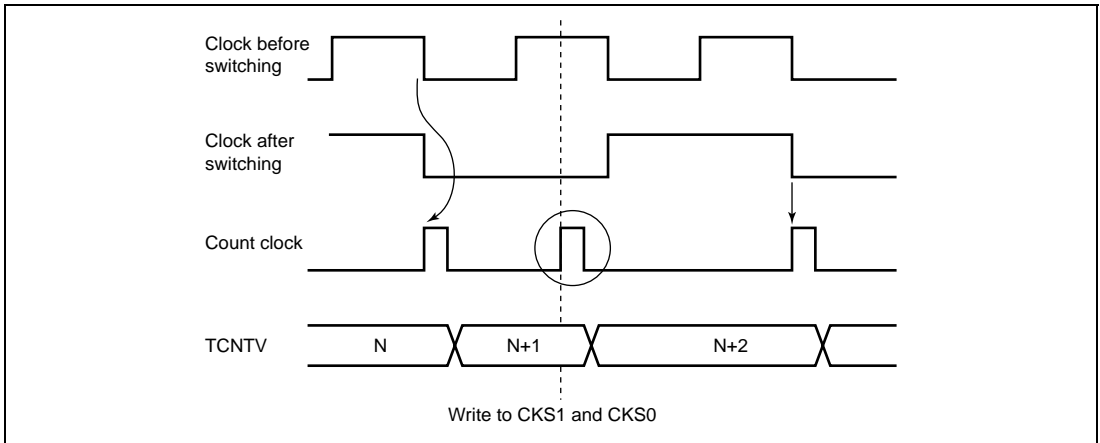 Clock before
switching
Clock after
switching
Count clock
TCNTV
N
N+1
N+2
Write to CKS1 and CKS0